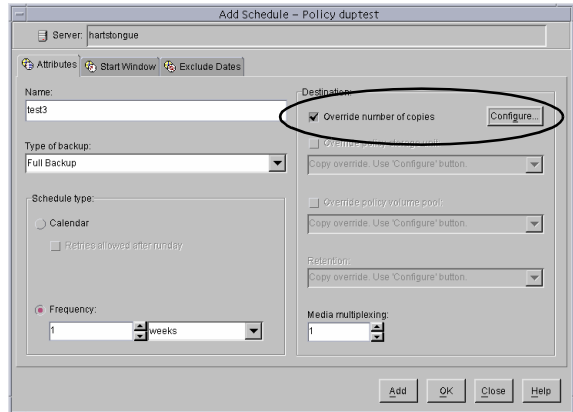 Add Schedule – Policy duptest
Server: hartstongue
Attributes
Start Window
Exclude Dates
Name:
test3
Type of backup:
Full Backup
Schedule type:
Calendar
Retries allowed after runday
Frequency:
1
weeks
Destination:
Override number of copies
Configure...
Override policy storage unit:
Copy override. Use 'Configure' button.
Override policy volume pool:
Copy override. Use 'Configure' button.
Retention:
Copy override. Use 'Configure' button.
Media multiplexing:
1
Add
OK
Close
Help